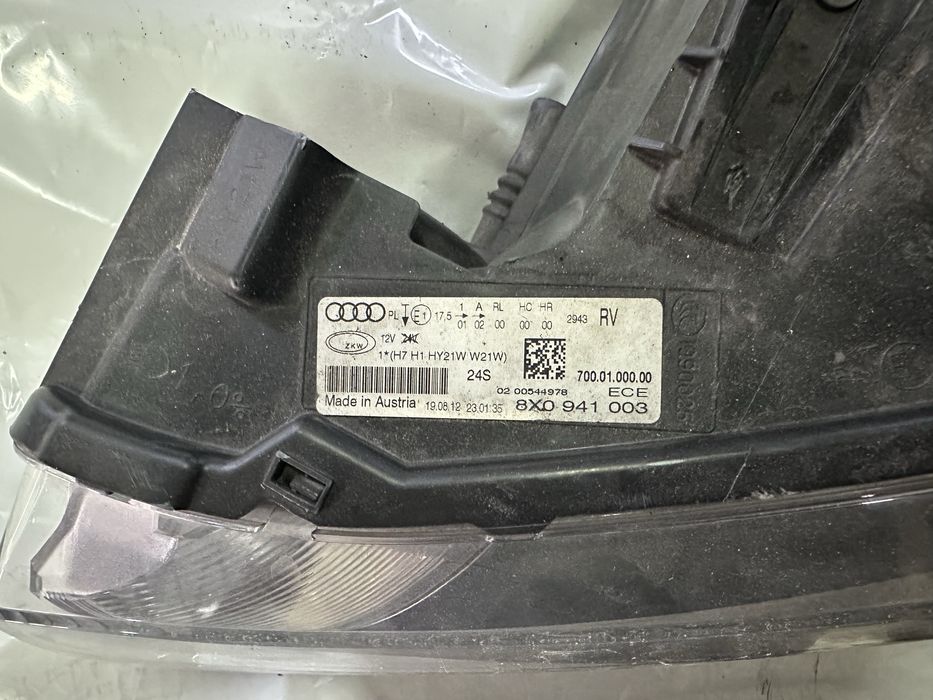 PL E1 17,5 1 A RL HC HR 2943 RV
01 02 00 00 00
ZKW 12V 24V
1*(H7 H1 HY21W W21W)
24S 700.01.000.00
02 00544978 ECE
Made in Austria 19.08.12 23:01:35 8X0 941 003